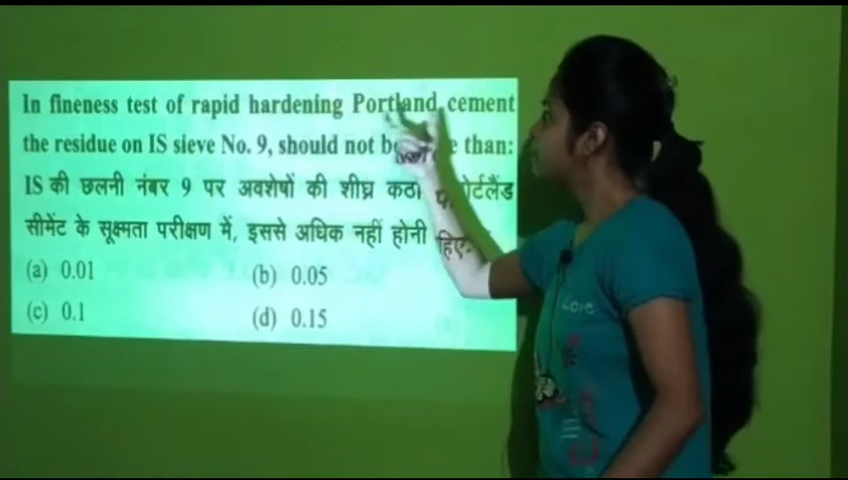 In fineness test of rapid hardening Portland cement
the residue on IS sieve No. 9, should not than:
IS की छलनी नंबर 9 पर अवशेषों की शीघ्र
सीमेंट के सूक्ष्मता परीक्षण में, इससे अधिक नहीं होनी
(a) 0.01
(b) 0.05
(c) 0.1
(d) 0.15
Love